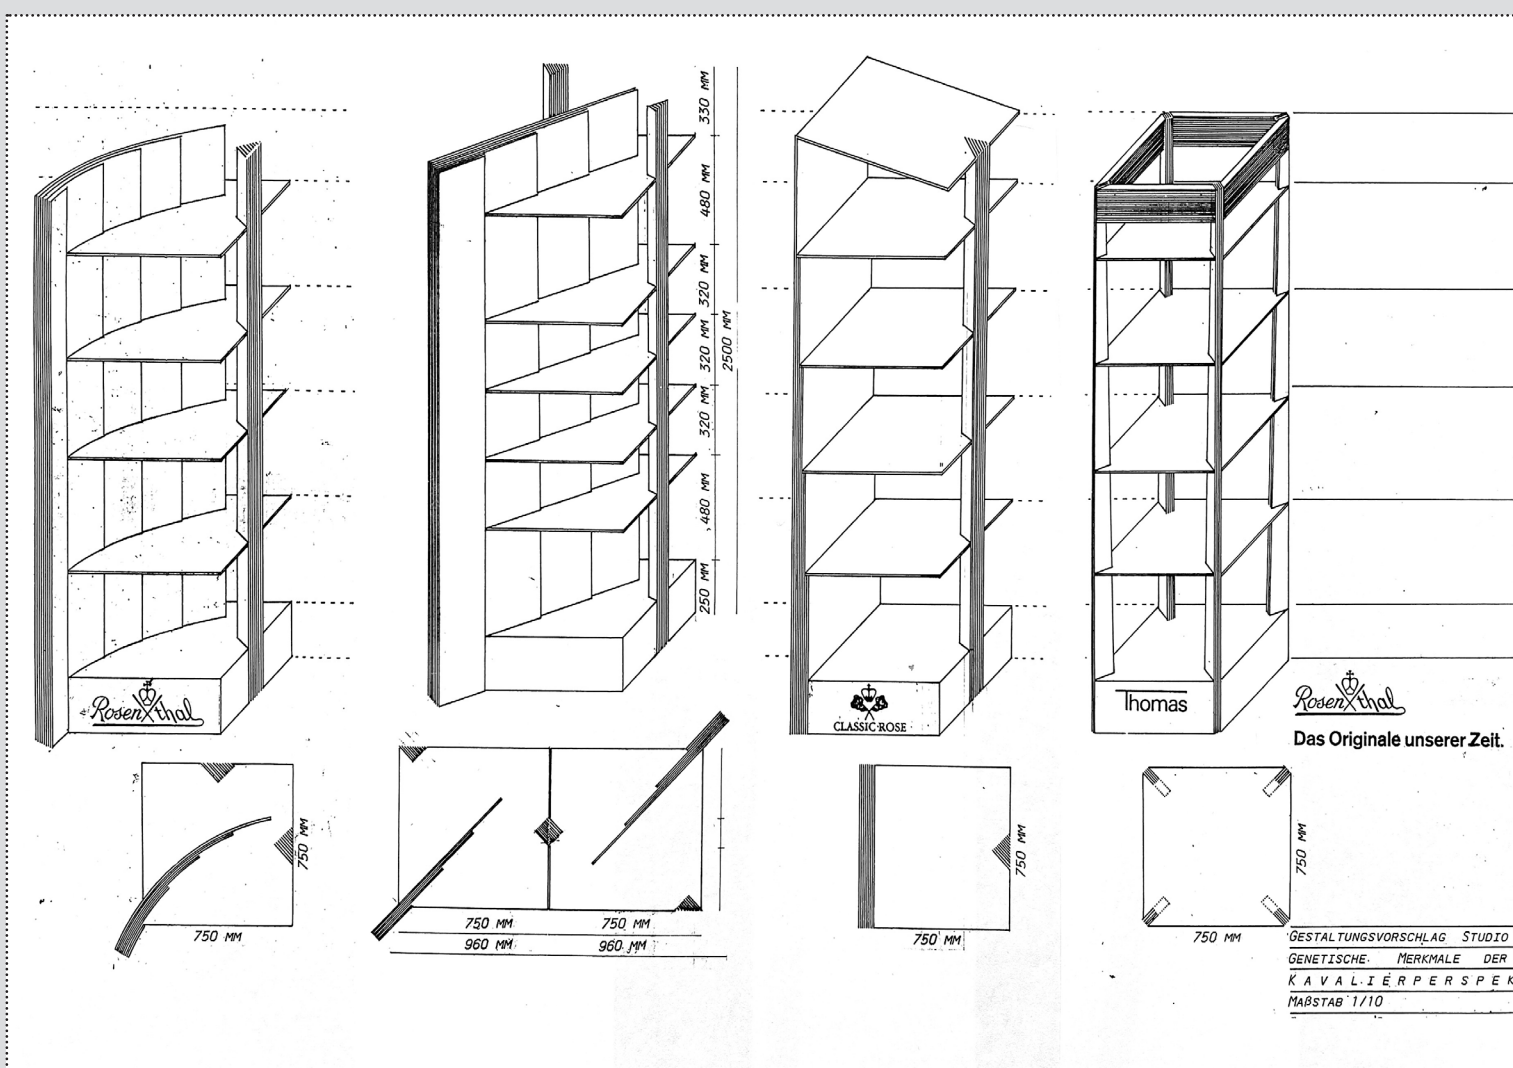 330 MM
480 MM
320 MM
320 MM
2500 MM
320 MM
480 MM
250 MM
Rosenthal
CLASSIC ROSE
Thomas
Rosenthal
Das Originale unserer Zeit.
750 MM
750 MM
750 MM
750 MM
960 MM
960 MM
750 MM
750 MM
750 MM
750 MM
GESTALTUNGSVORSCHLAG STUDIO
GENETISCHE MERKMALE DER
KAVALIERPERSPEK
MAßSTAB 1/10